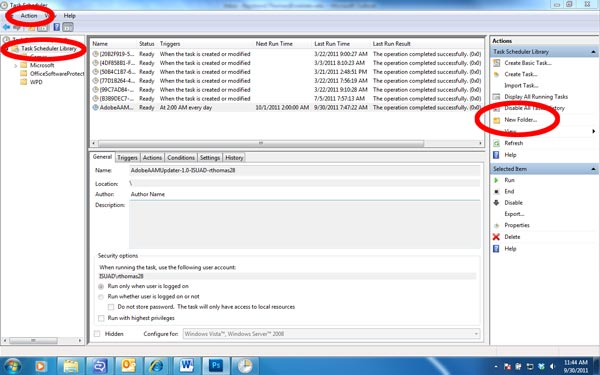 Task Scheduler
Action
Task Scheduler Library
Microsoft
OfficeSoftwareProtect
WPD
Name Status Triggers Next Run Time Last Run Time Last Run Result
{20B2F919-5... Ready When the task is created or modified 3/22/2011 9:00:27 AM The operation completed successfully. (0x0)
{4DF85B81-F... Ready When the task is created or modified 3/3/2011 8:10:23 AM The operation completed successfully. (0x0)
{50B4C1B7-6... Ready When the task is created or modified 3/21/2011 2:48:51 PM The operation completed successfully. (0x0)
{77D18264-4... Ready When the task is created or modified 3/22/2011 1:56:15 PM The operation completed successfully. (0x0)
{99C7A46D-... Ready When the task is created or modified 3/22/2011 9:10:28 AM The operation completed successfully. (0x0)
{B3B9DEC7-... Ready When the task is created or modified 7/5/2011 7:57:13 AM The operation completed successfully. (0x0)
AdobeAAM... Ready At 2:00 AM every day 10/1/2011 2:00:00 AM 9/30/2011 7:47:22 AM The operation completed successfully. (0x0)
General Triggers Actions Conditions Settings History
Name: AdobeAAMUpdater-1.0-ISUAD-rthomas28
Location: \
Author: Author Name
Description:
Security options
When running the task, use the following user account:
ISUAD\rthomas28
Run only when user is logged on
Run whether user is logged on or not
Do not store password. The task will only have access to local resources
Run with highest privileges
Hidden Configure for: Windows Vista™, Windows Server™ 2008
Actions
Task Scheduler Library
Create Basic Task...
Create Task...
Import Task...
Display All Running Tasks
Disable All Tasks History
New Folder...
View
Refresh
Help
Selected Item
Run
End
Disable
Export...
Properties
Delete
Help
11:44 AM
9/30/2011